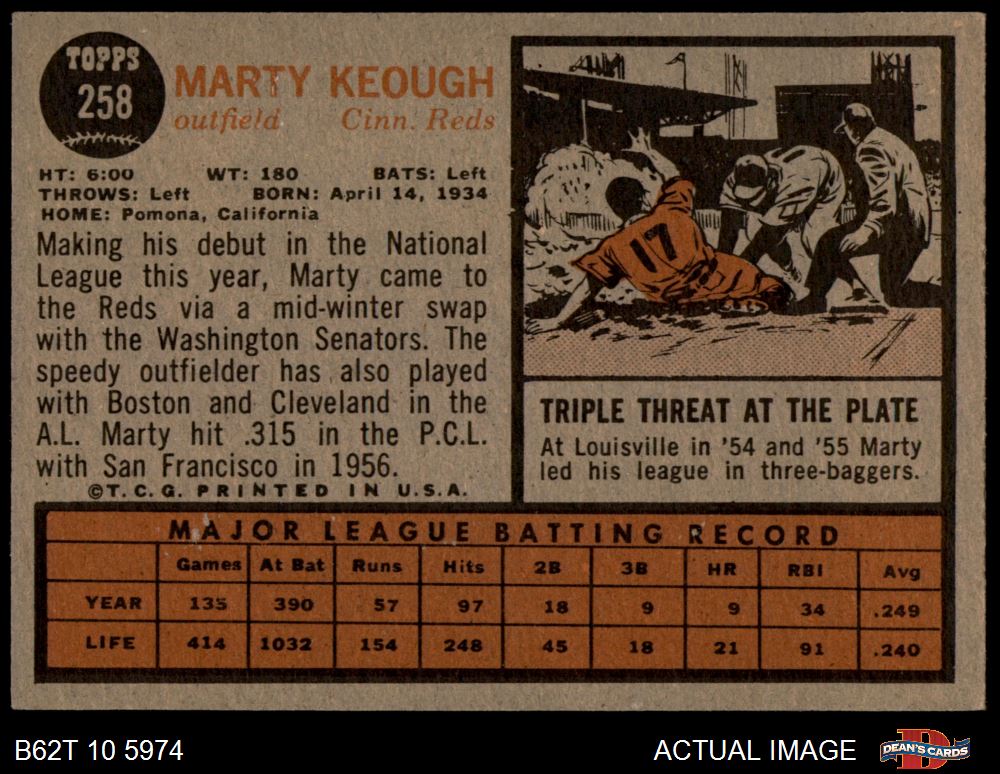 TOPPS
258
MARTY KEOUGH
outfield Cinn. Reds
HT: 6:00 WT: 180 BATS: Left
THROWS: Left BORN: April 14, 1934
HOME: Pomona, California
Making his debut in the National
League this year, Marty came to
the Reds via a mid-winter swap
with the Washington Senators. The
speedy outfielder has also played
with Boston and Cleveland in the
A.L. Marty hit .315 in the P.C.L.
with San Francisco in 1956.
©T.C.G. PRINTED IN U.S.A.
17
TRIPLE THREAT AT THE PLATE
At Louisville in '54 and '55 Marty
led his league in three-baggers.
MAJOR LEAGUE BATTING RECORD
Games At Bat Runs Hits 2B 3B HR RBI Avg
YEAR 135 390 57 97 18 9 9 34 .249
LIFE 414 1032 154 248 45 18 21 91 .240
B62T 10 5974 ACTUAL IMAGE
DEAN'S CARDS